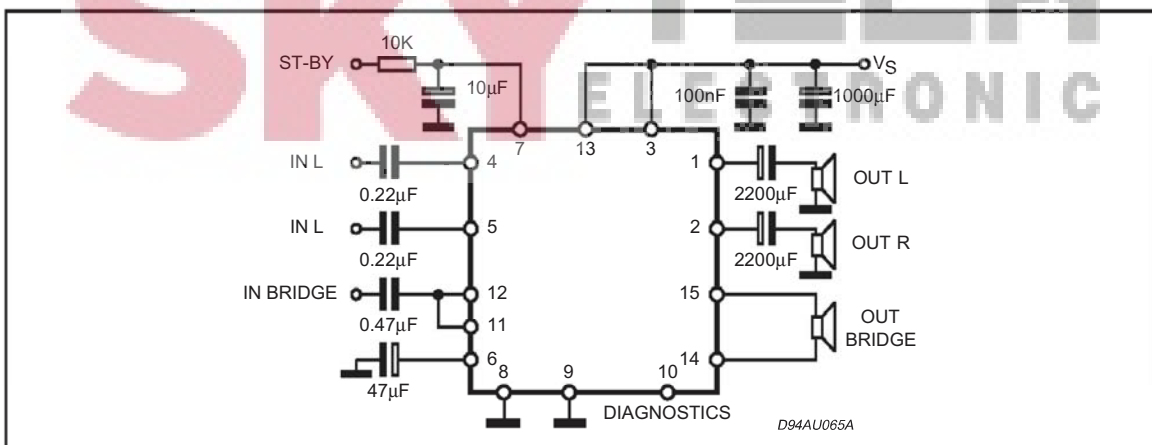 SKY TECH
ELECTRONIC
10K
ST-BY
10μF
100nF
1000μF
VS
7
13
3
IN L
0.22μF
4
1
2200μF
OUT L
IN L
0.22μF
5
2
2200μF
OUT R
IN BRIDGE
0.47μF
12
11
15
14
OUT
BRIDGE
6
47μF
8
9
10
DIAGNOSTICS
D94AU065A